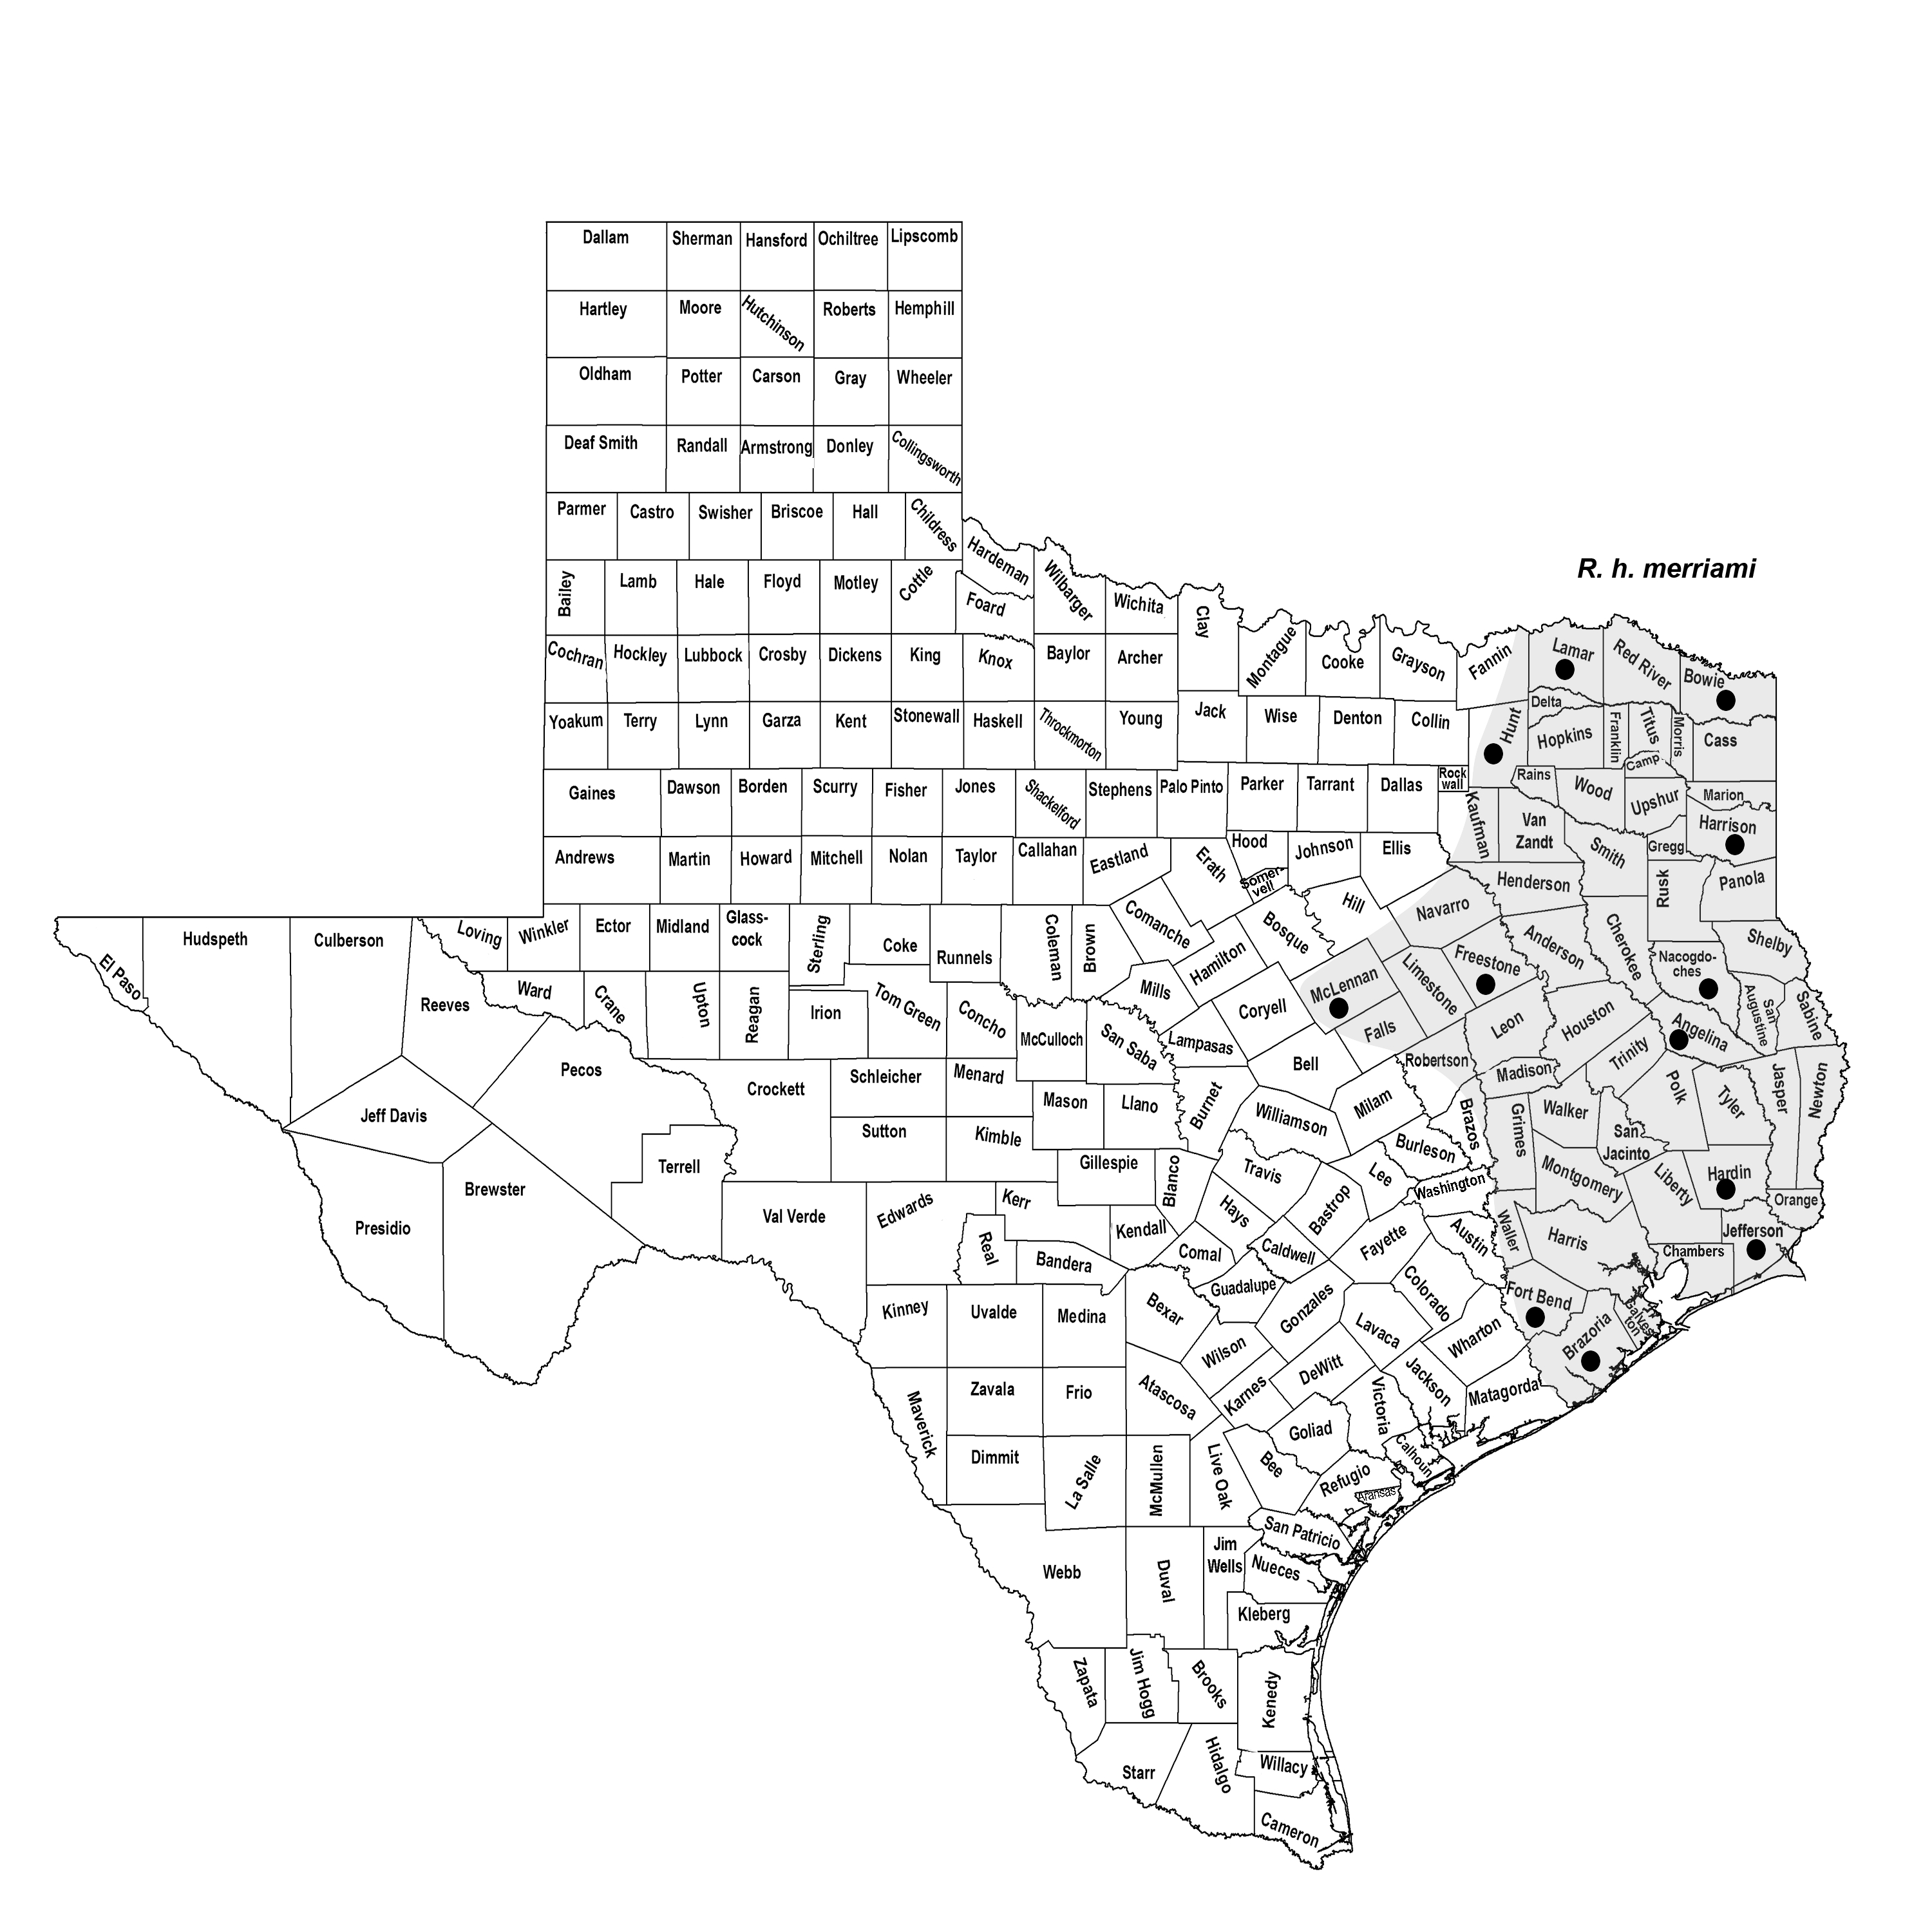 Dallam
Sherman
Hansford
Ochiltree
Lipscomb
Hartley
Moore
Hutchinson
Roberts
Hemphill
Oldham
Potter
Carson
Gray
Wheeler
Deaf Smith
Randall
Armstrong
Donley
Collingsworth
Parmer
Castro
Swisher
Briscoe
Hall
Childress
Hardeman
R. h. merriami
Bailey
Lamb
Hale
Floyd
Motley
Cottle
Foard
Wilbarger
Wichita
Clay
Montague
Cooke
Grayson
Fannin
Lamar
Red River
Bowie
Cochran
Hockley
Lubbock
Crosby
Dickens
King
Knox
Baylor
Archer
Yoakum
Terry
Lynn
Garza
Kent
Stonewall
Haskell
Throckmorton
Young
Jack
Wise
Denton
Collin
Hunt
Delta
Hopkins
Franklin
Titus
Morris
Cass
Camp
Gaines
Dawson
Borden
Scurry
Fisher
Jones
Shackelford
Stephens
Palo Pinto
Parker
Tarrant
Dallas
Rock
wall
Kaufman
Rains
Wood
Upshur
Marion
Van
Zandt
Harrison
Andrews
Martin
Howard
Mitchell
Nolan
Taylor
Callahan
Eastland
Erath
Hood
Somer-
vell
Johnson
Ellis
Smith
Gregg
Henderson
Rusk
Panola
El Paso
Hudspeth
Culberson
Reeves
Loving
Winkler
Ector
Midland
Glass-
cock
Sterling
Coke
Runnels
Coleman
Brown
Comanche
Hamilton
Bosque
Hill
Navarro
Anderson
Cherokee
Shelby
Nacogdo-
ches
Ward
Crane
Upton
Reagan
Irion
Tom Green
Concho
McCulloch
San Saba
Mills
Lampasas
Coryell
McLennan
Limestone
Freestone
Falls
Leon
Houston
Angelina
San
Augustine
Sabine
Pecos
Jeff Davis
Crockett
Schleicher
Menard
Mason
Llano
Burnet
Bell
Robertson
Madison
Trinity
Polk
Tyler
Jasper
Newton
Sutton
Kimble
Williamson
Milam
Brazos
Grimes
Walker
San
Jacinto
Terrell
Brewster
Presidio
Val Verde
Edwards
Kerr
Gillespie
Blanco
Travis
Lee
Burleson
Washington
Montgomery
Liberty
Hardin
Orange
Real
Bandera
Kendall
Hays
Comal
Caldwell
Bastrop
Fayette
Austin
Waller
Harris
Chambers
Jefferson
Kinney
Uvalde
Medina
Bexar
Guadalupe
Gonzales
Colorado
Fort Bend
Galves-
ton
Brazoria
Wilson
Lavaca
Wharton
Maverick
Zavala
Frio
Atascosa
Karnes
DeWitt
Victoria
Jackson
Matagorda
Dimmit
La Salle
McMullen
Live Oak
Bee
Goliad
Refugio
Calhoun
Aransas
San Patricio
Webb
Duval
Jim
Wells
Nueces
Kleberg
Zapata
Jim Hogg
Brooks
Kenedy
Starr
Hidalgo
Willacy
Cameron